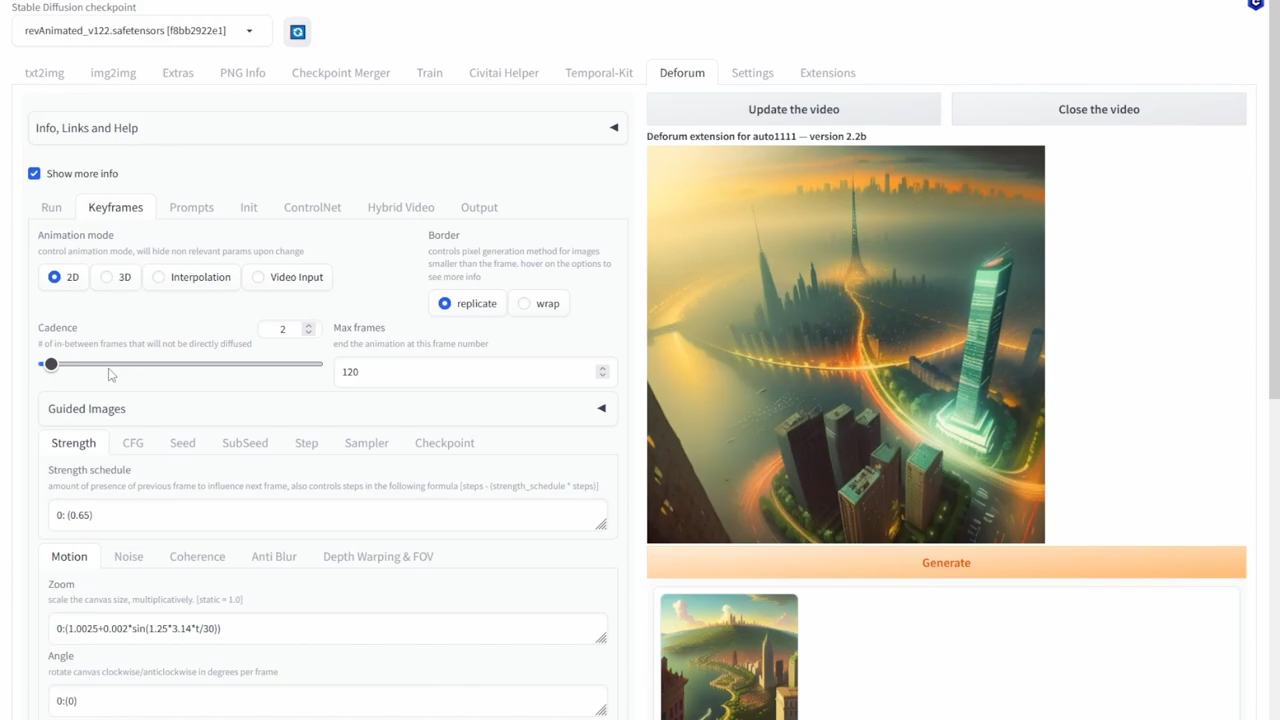 Stable Diffusion checkpoint
revAnimated_v122.safetensors [f8bb2922e1]
txt2img img2img Extras PNG Info Checkpoint Merger Train Civitai Helper Temporal-Kit Deforum Settings Extensions
Info, Links and Help
Show more info
Run Keyframes Prompts Init ControlNet Hybrid Video Output
Animation mode
control animation mode, will hide non relevant params upon change
2D 3D Interpolation Video Input
Border
controls pixel generation method for images
smaller than the frame. hover on the options to
see more info
replicate wrap
Cadence
2
# of in-between frames that will not be directly diffused
Max frames
end the animation at this frame number
120
Guided Images
Strength CFG Seed SubSeed Step Sampler Checkpoint
Strength schedule
amount of presence of previous frame to influence next frame, also controls steps in the following formula [steps - (strength_schedule * steps)]
0: (0.65)
Motion Noise Coherence Anti Blur Depth Warping & FOV
Zoom
scale the canvas size, multiplicatively. [static = 1.0]
0:(1.0025+0.002*sin(1.25*3.14*t/30))
Angle
rotate canvas clockwise/anticlockwise in degrees per frame
0:(0)
Update the video Close the video
Deforum extension for auto1111 — version 2.2b
Generate